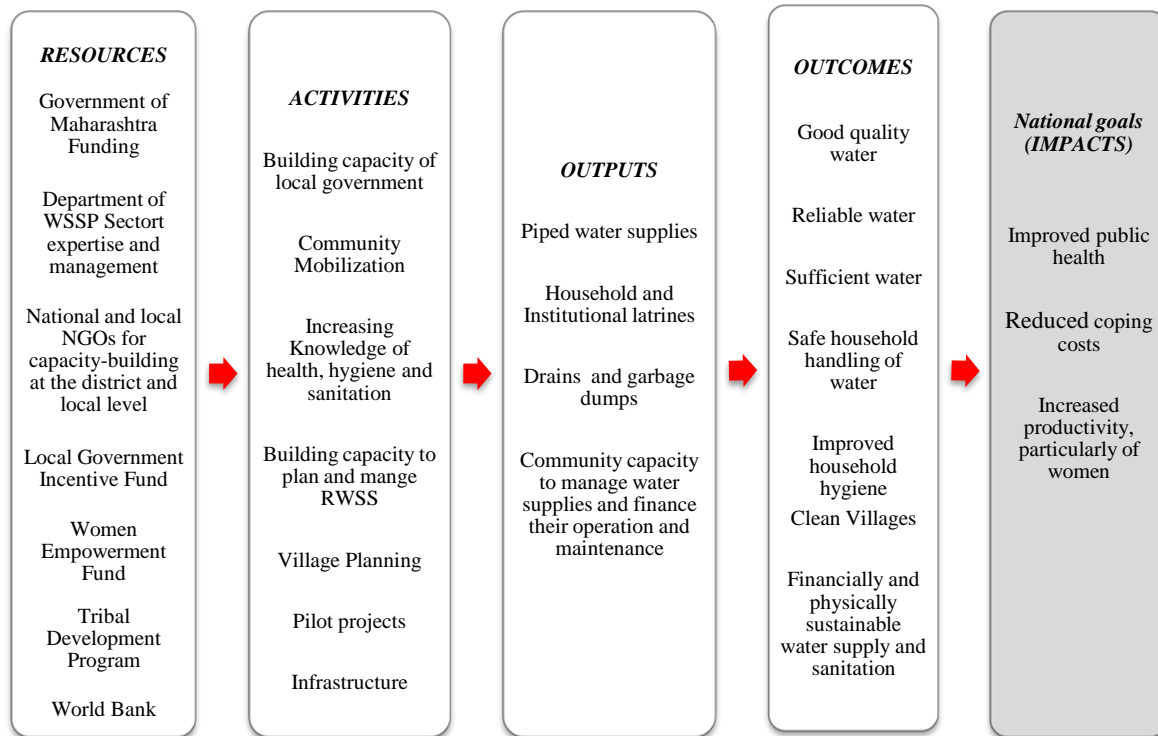 RESOURCES
Government of
Maharashtra
Funding
Department of
WSSP Sectort
expertise and
management
National and local
NGOs for
capacity-building
at the district and
local level
Local Government
Incentive Fund
Women
Empowerment
Fund
Tribal
Development
Program
World Bank
ACTIVITIES
Building capacity of
local government
Community
Mobilization
Increasing
Knowledge of
health, hygiene and
sanitation
Building capacity to
plan and mange
RWSS
Village Planning
Pilot projects
Infrastructure
OUTPUTS
Piped water supplies
Household and
Institutional latrines
Drains and garbage
dumps
Community capacity
to manage water
supplies and finance
their operation and
maintenance
OUTCOMES
Good quality
water
Reliable water
Sufficient water
Safe household
handling of
water
Improved
household
hygiene
Clean Villages
Financially and
physically
sustainable
water supply and
sanitation
National goals
(IMPACTS)
Improved public
health
Reduced coping
costs
Increased
productivity,
particularly of
women